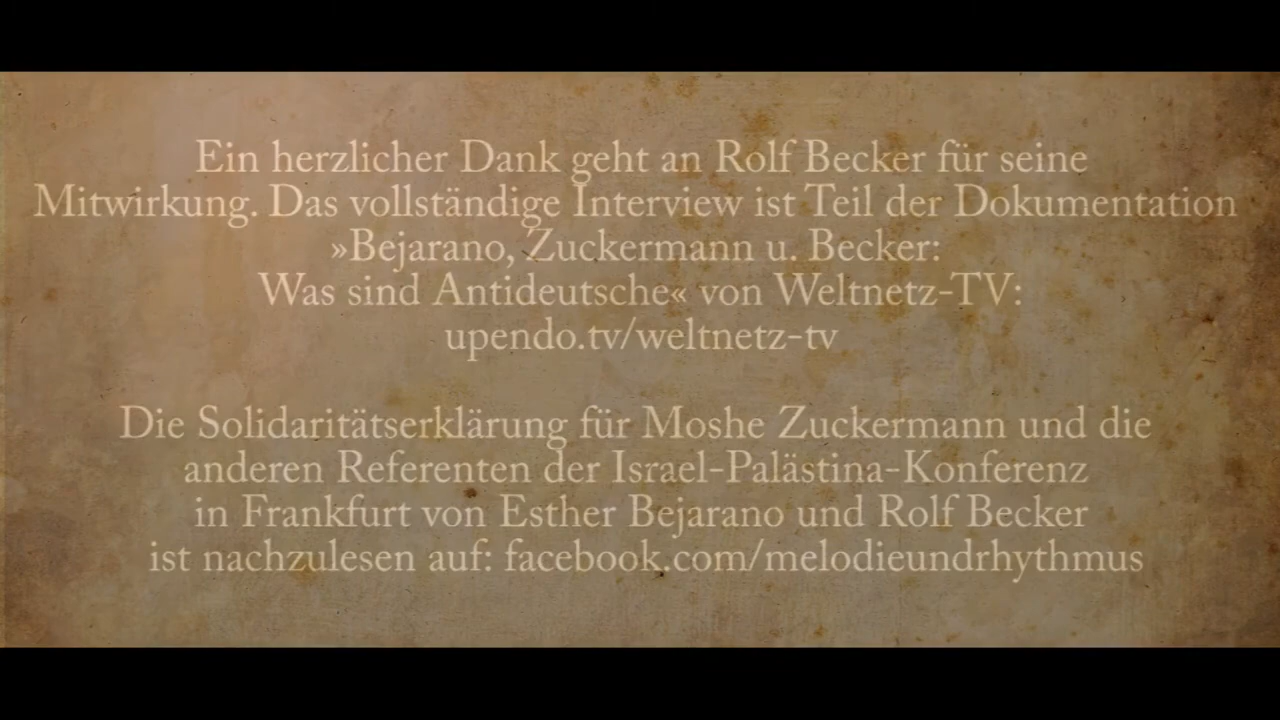 Ein herzlicher Dank geht an Rolf Becker für seine
Mitwirkung. Das vollständige Interview ist Teil der Dokumentation
»Bejarano, Zuckermann u. Becker:
Was sind Antideutsche« von Weltnetz-TV:
upendo.tv/weltnetz-tv
Die Solidaritätserklärung für Moshe Zuckermann und die
anderen Referenten der Israel-Palästina-Konferenz
in Frankfurt von Esther Bejarano und Rolf Becker
ist nachzulesen auf: facebook.com/melodieundrhythmus